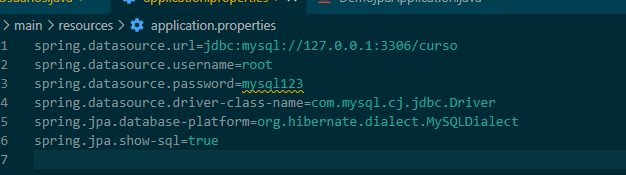 main > resources > application.properties
1 spring.datasource.url=jdbc:mysql://127.0.0.1:3306/curso
2 spring.datasource.username=root
3 spring.datasource.password=mysql123
4 spring.datasource.driver-class-name=com.mysql.cj.jdbc.Driver
5 spring.jpa.database-platform=org.hibernate.dialect.MySQLDialect
6 spring.jpa.show-sql=true
7